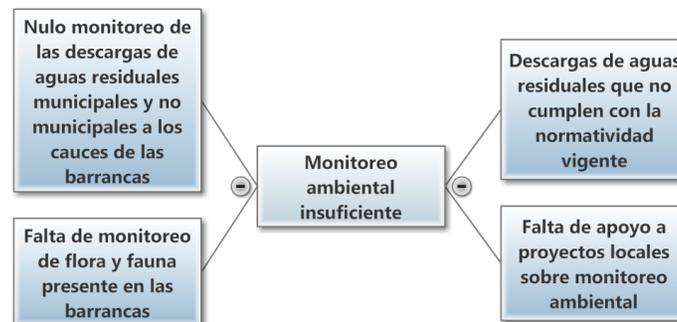 Nulo monitoreo de
las descargas de
aguas residuales
municipales y no
municipales a los
cauces de las
barrancas
Falta de monitoreo
de flora y fauna
presente en las
barrancas
Monitoreo
ambiental
insuficiente
Descargas de aguas
residuales que no
cumplen con la
normatividad
vigente
Falta de apoyo a
proyectos locales
sobre monitoreo
ambiental